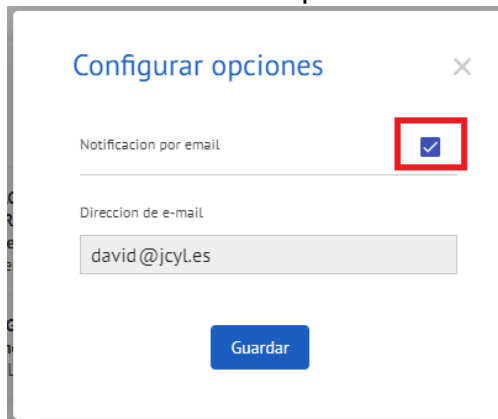 Configurar opciones
Notificacion por email
Direccion de e-mail
david@jcyl.es
Guardar